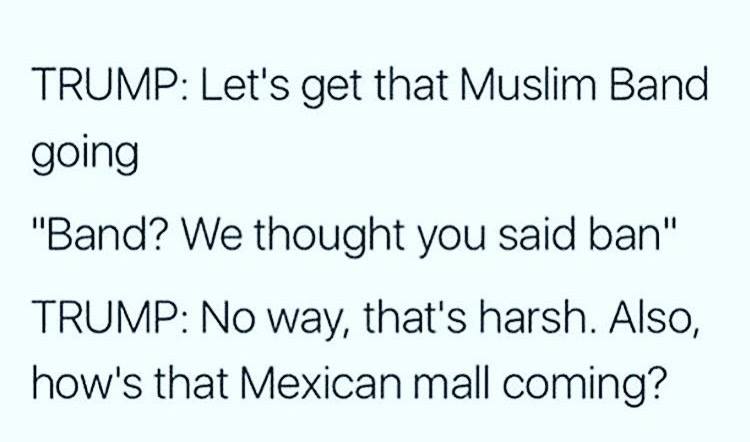 TRUMP: Let's get that Muslim Band
going
"Band? We thought you said ban"
TRUMP: No way, that's harsh. Also,
how's that Mexican mall coming?